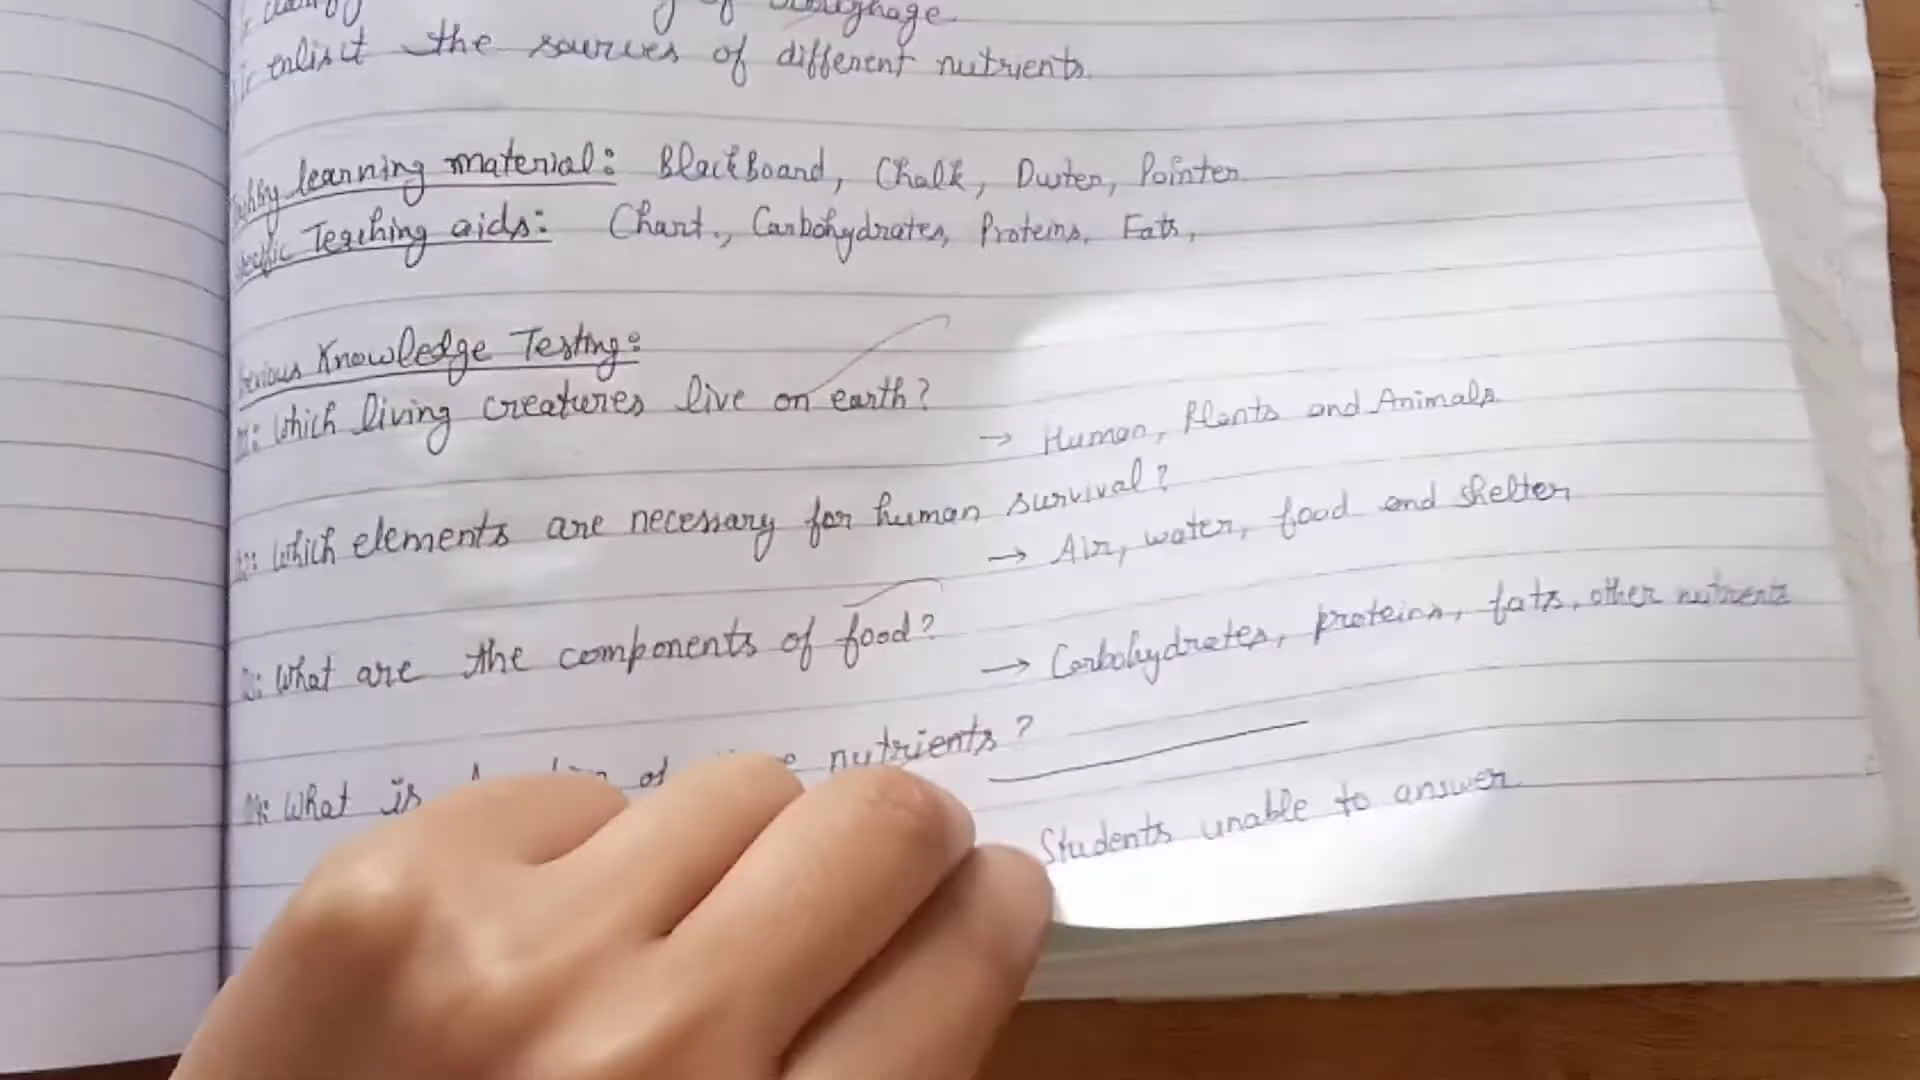 enlist the sources of different nutrients.
learning material: BlackBoard, Chalk, Duster, Pointer
Teaching aids: Chart., Carbohydrates, Proteins, Fats,
Knowledge Testing:
Which living creatures live on earth?
→ Human, Plants and Animals
Which elements are necessary for human survival?
→ Air, water, food and shelter
What are the components of food?
→ Carbohydrates, proteins, fats, other nutrients
What is of nutrients?
Students unable to answer